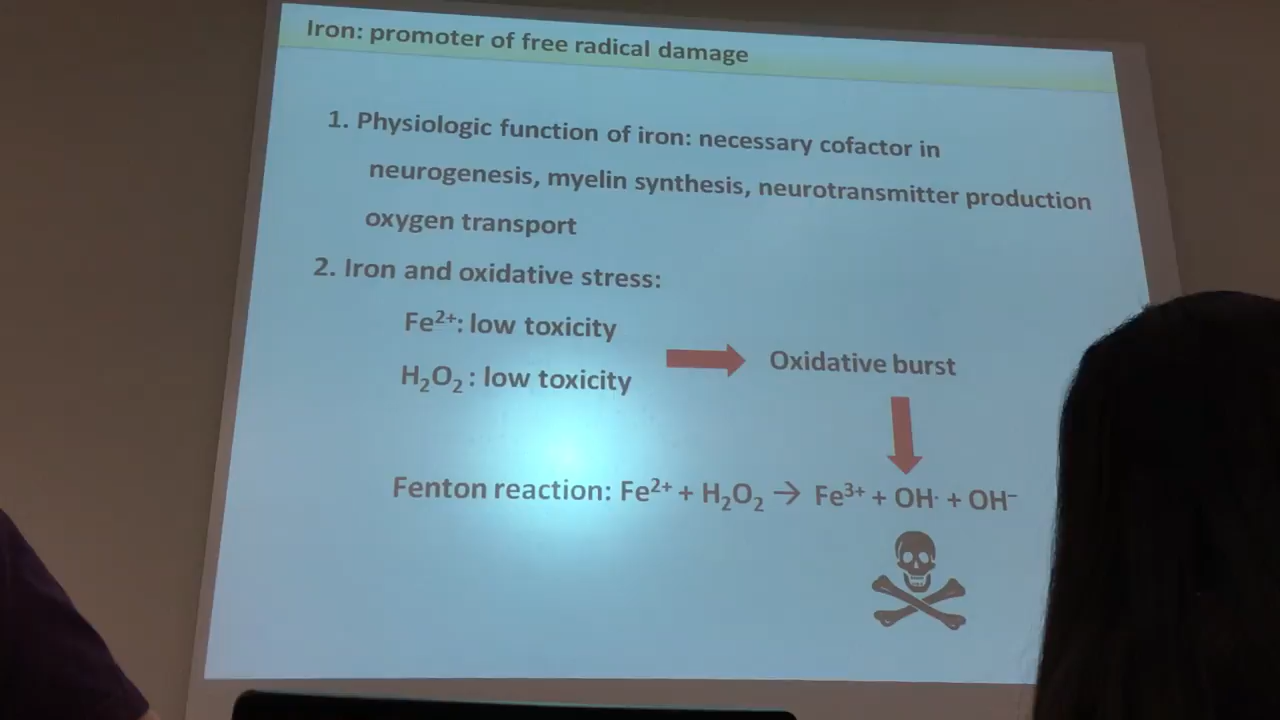 Iron: promoter of free radical damage
1. Physiologic function of iron: necessary cofactor in
neurogenesis, myelin synthesis, neurotransmitter production
oxygen transport
2. Iron and oxidative stress:
Fe²⁺: low toxicity
H₂O₂ : low toxicity
Oxidative burst
Fenton reaction: Fe²⁺ + H₂O₂ → Fe³⁺ + OH· + OH⁻